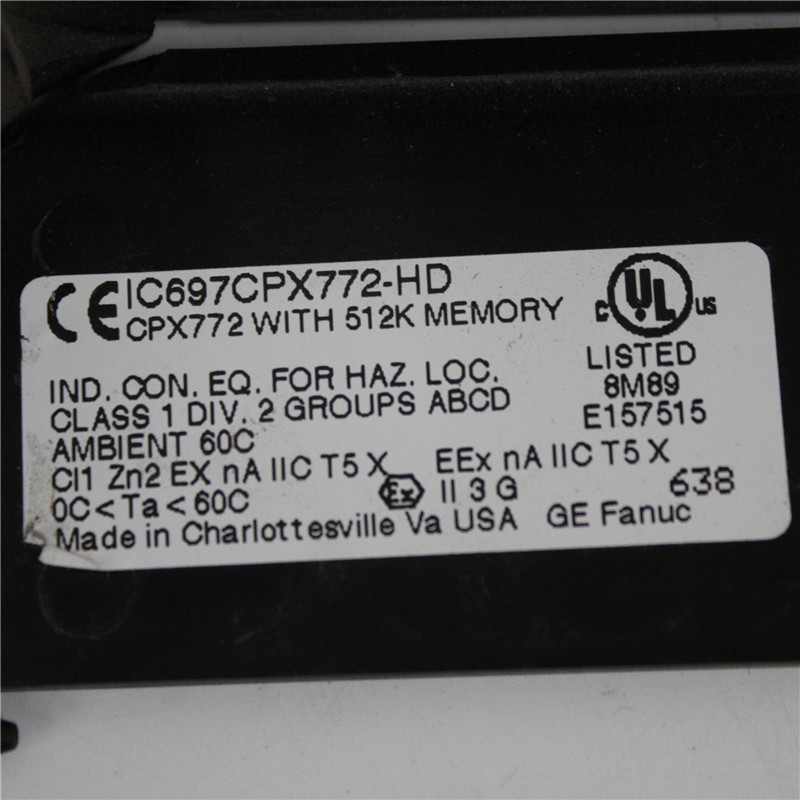 CE IC697CPX772-HD
CPX772 WITH 512K MEMORY
C UL US
LISTED
8M89
E157515
IND. CON. EQ. FOR HAZ. LOC.
CLASS 1 DIV. 2 GROUPS ABCD
AMBIENT 60C
Cl1 Zn2 EX nA IIC T5 X
EEx nA IIC T5 X
0C<Ta<60C
Ex II 3 G
638
Made in Charlottesville Va USA GE Fanuc